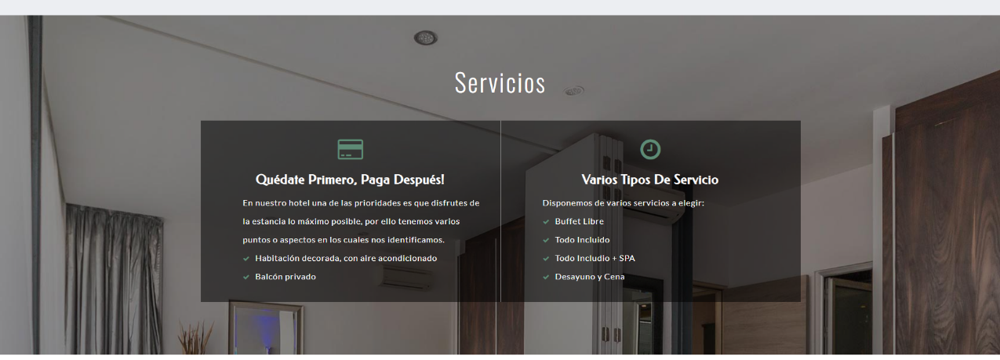 Servicios
Quédate Primero, Paga Después!
En nuestro hotel una de las prioridades es que disfrutes de
la estancia lo máximo posible, por ello tenemos varios
puntos o aspectos en los cuales nos identificamos.
Habitación decorada, con aire acondicionado
Balcón privado
Varios Tipos De Servicio
Disponemos de varios servicios a elegir:
Buffet Libre
Todo Incluido
Todo Includio + SPA
Desayuno y Cena